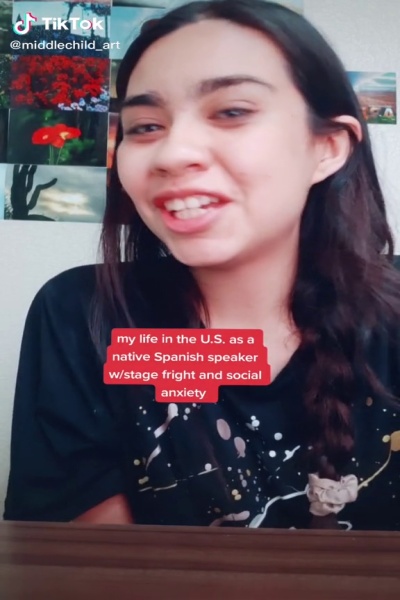 TikTok
@middlechild_art
my life in the U.S. as a
native Spanish speaker
w/stage fright and social
anxiety